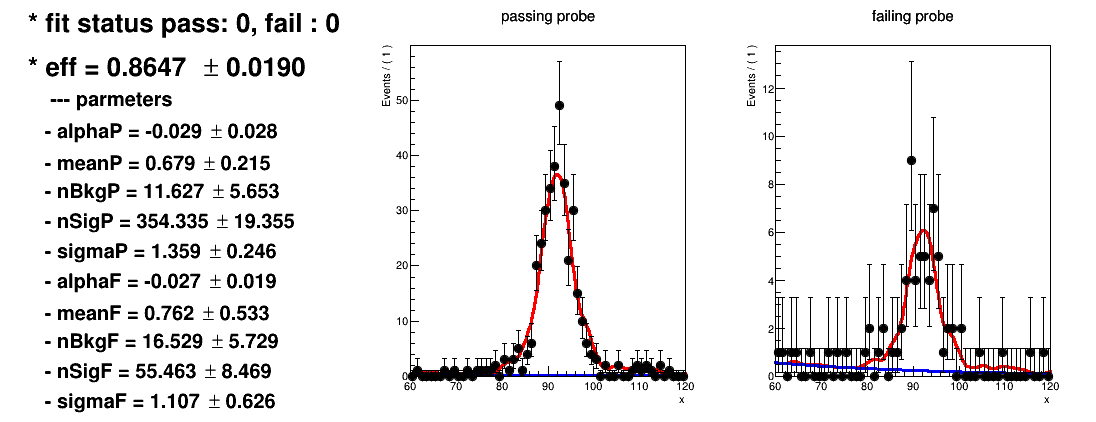 * fit status pass: 0, fail : 0
* eff = 0.8647 ± 0.0190
--- parmeters
- alphaP = -0.029 ± 0.028
- meanP = 0.679 ± 0.215
- nBkgP = 11.627 ± 5.653
- nSigP = 354.335 ± 19.355
- sigmaP = 1.359 ± 0.246
- alphaF = -0.027 ± 0.019
- meanF = 0.762 ± 0.533
- nBkgF = 16.529 ± 5.729
- nSigF = 55.463 ± 8.469
- sigmaF = 1.107 ± 0.626
passing probe
Events / ( 1 )
50
40
30
20
10
0
60 70 80 90 100 110 120
x
failing probe
Events / ( 1 )
12
10
8
6
4
2
0
60 70 80 90 100 110 120
x